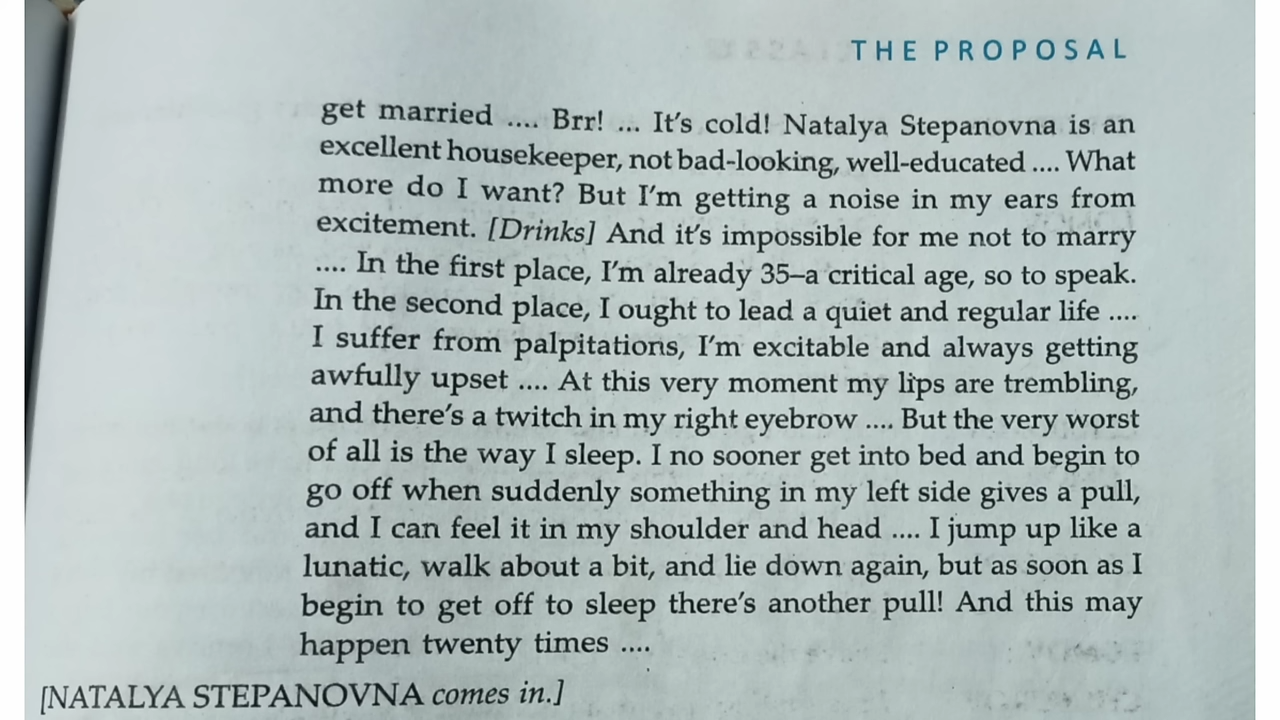 THE PROPOSAL
get married .... Brr! ... It's cold! Natalya Stepanovna is an
excellent housekeeper, not bad-looking, well-educated .... What
more do I want? But I'm getting a noise in my ears from
excitement. [Drinks] And it's impossible for me not to marry
.... In the first place, I'm already 35–a critical age, so to speak.
In the second place, I ought to lead a quiet and regular life ....
I suffer from palpitations, I'm excitable and always getting
awfully upset .... At this very moment my lips are trembling,
and there's a twitch in my right eyebrow .... But the very worst
of all is the way I sleep. I no sooner get into bed and begin to
go off when suddenly something in my left side gives a pull,
and I can feel it in my shoulder and head .... I jump up like a
lunatic, walk about a bit, and lie down again, but as soon as I
begin to get off to sleep there's another pull! And this may
happen twenty times ....
[NATALYA STEPANOVNA comes in.]